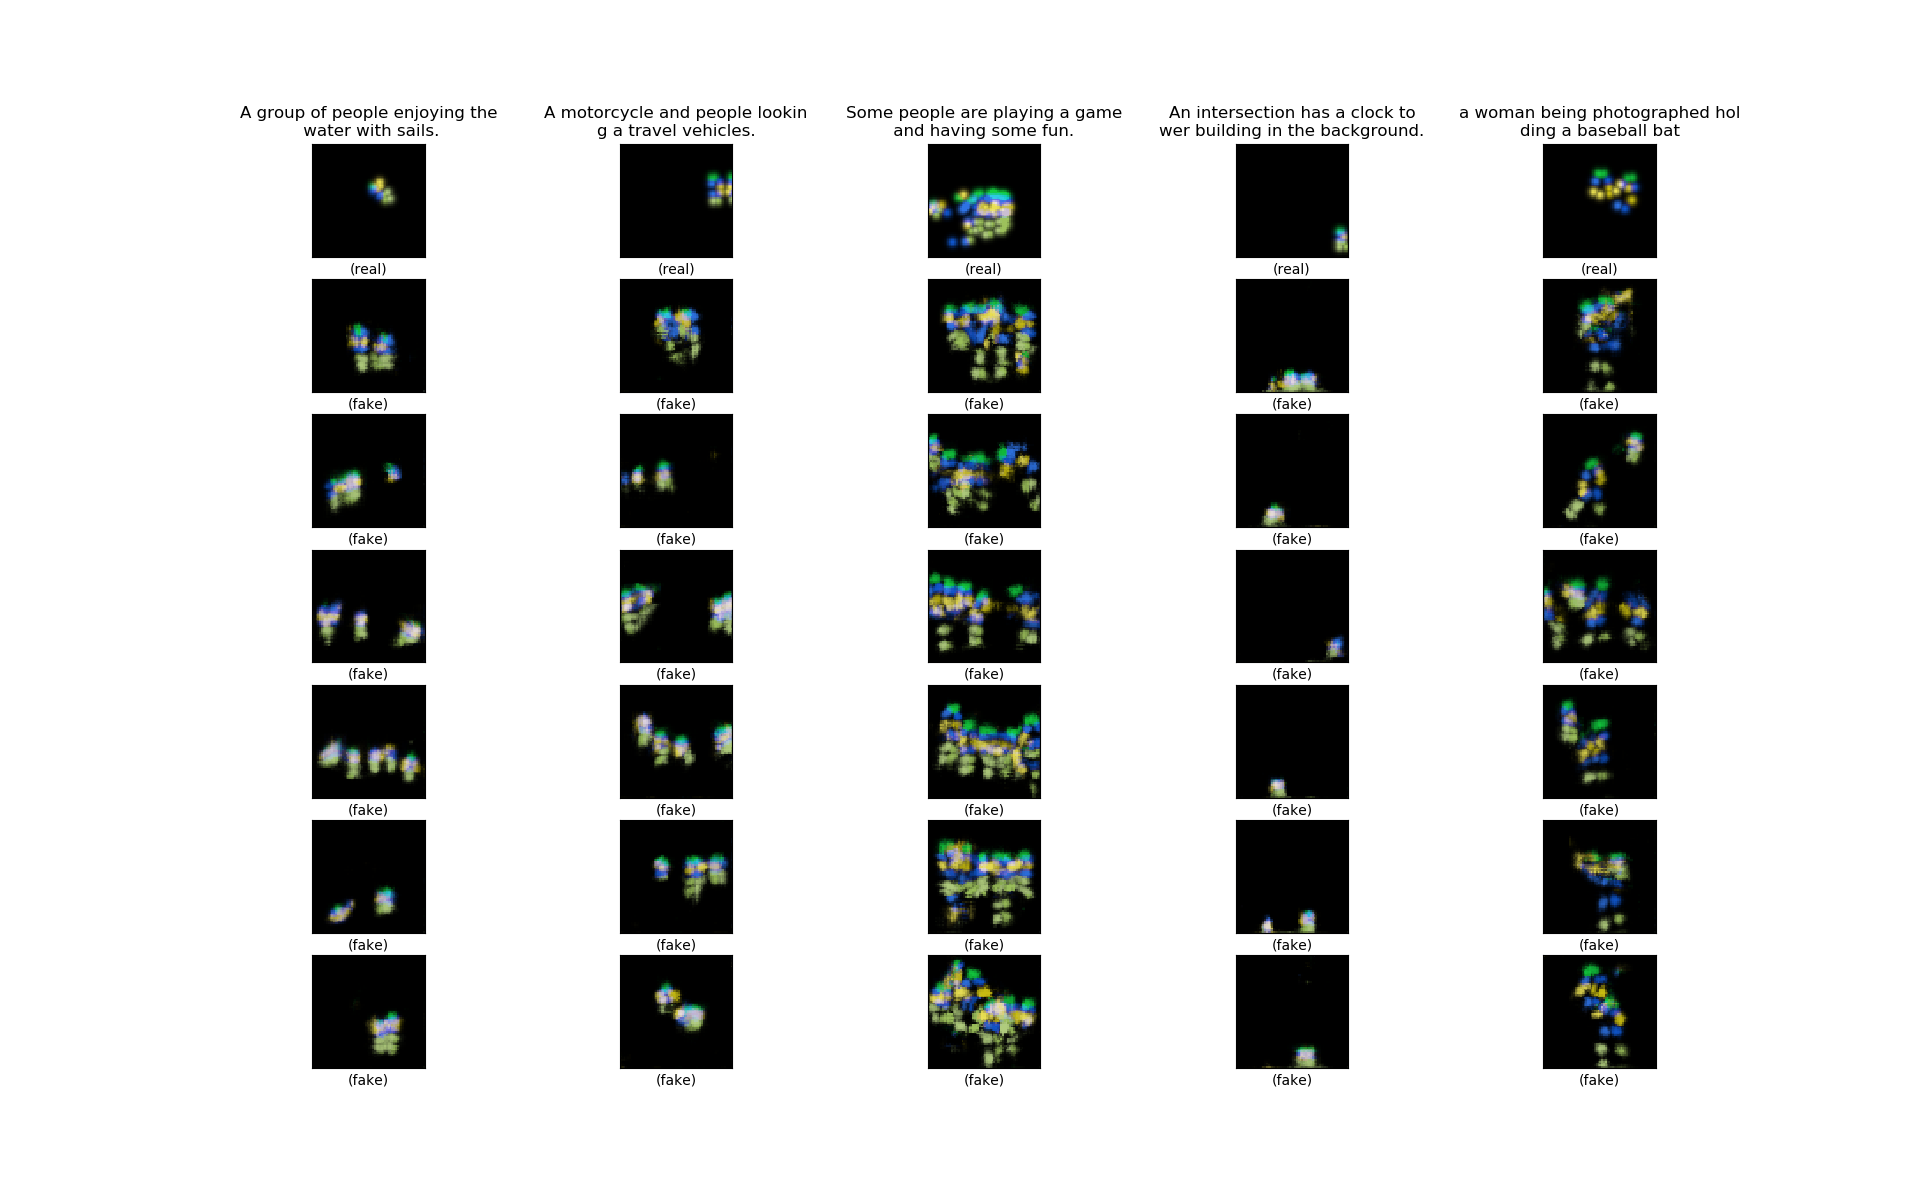 A group of people enjoying the
water with sails.
A motorcycle and people lookin
g a travel vehicles.
Some people are playing a game
and having some fun.
An intersection has a clock to
wer building in the background.
a woman being photographed hol
ding a baseball bat
(real) (real) (real) (real) (real)
(fake) (fake) (fake) (fake) (fake)
(fake) (fake) (fake) (fake) (fake)
(fake) (fake) (fake) (fake) (fake)
(fake) (fake) (fake) (fake) (fake)
(fake) (fake) (fake) (fake) (fake)
(fake) (fake) (fake) (fake) (fake)